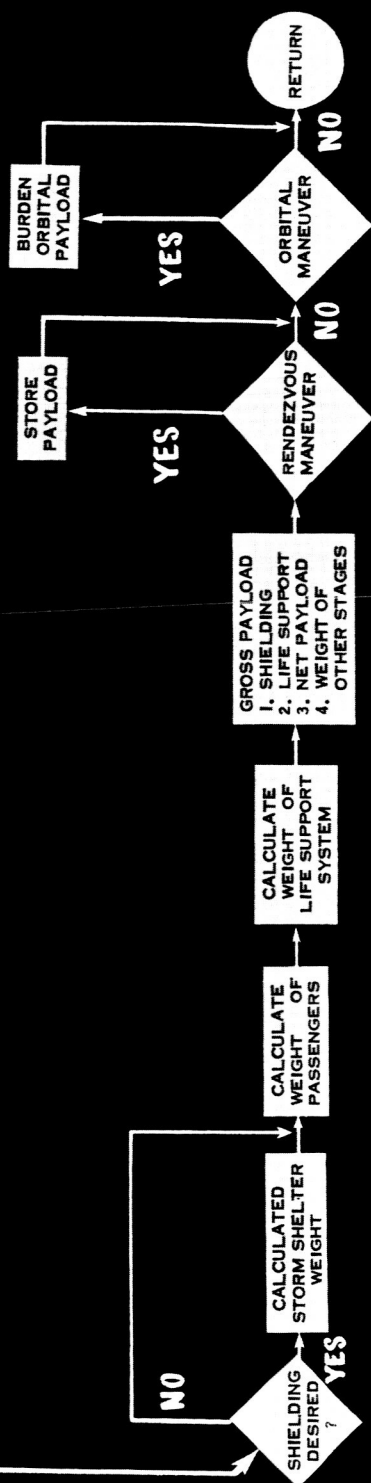 SHIELDING
DESIRED
?
YES
NO
CALCULATED
STORM SHELTER
WEIGHT
CALCULATE
WEIGHT OF
PASSENGERS
CALCULATE
WEIGHT OF
LIFE SUPPORT
SYSTEM
GROSS PAYLOAD
1. SHIELDING
2. LIFE SUPPORT
3. NET PAYLOAD
4. WEIGHT OF
OTHER STAGES
RENDEZVOUS
MANEUVER
YES
NO
STORE
PAYLOAD
ORBITAL
MANEUVER
YES
NO
BURDEN
ORBITAL
PAYLOAD
RETURN